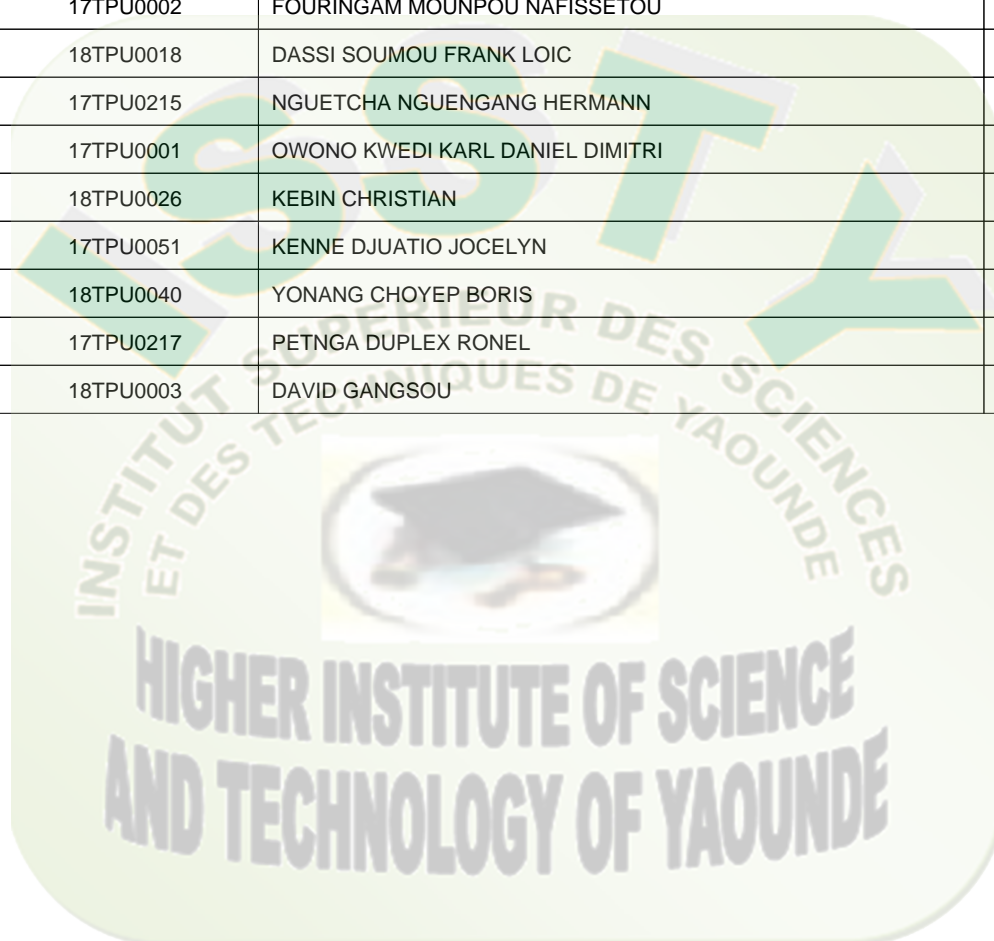 17TPU0002 FOURINGAM MOUNPOU NAFISSETOU
18TPU0018 DASSI SOUMOU FRANK LOIC
17TPU0215 NGUETCHA NGUENGANG HERMANN
17TPU0001 OWONO KWEDI KARL DANIEL DIMITRI
18TPU0026 KEBIN CHRISTIAN
17TPU0051 KENNE DJUATIO JOCELYN
18TPU0040 YONANG CHOYEP BORIS
17TPU0217 PETNGA DUPLEX RONEL
18TPU0003 DAVID GANGSOU
ISSTY
INSTITUT SUPERIEUR DES SCIENCES
ET DES TECHNIQUES DE YAOUNDE
HIGHER INSTITUTE OF SCIENCE
AND TECHNOLOGY OF YAOUNDE